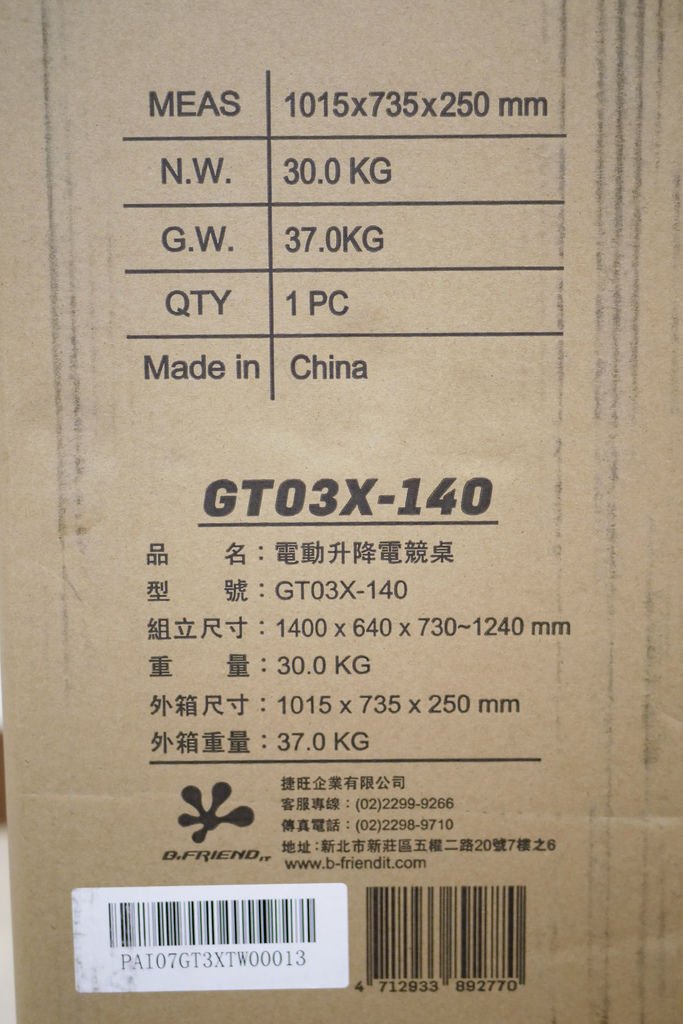 MEAS 1015x735x250 mm
N.W. 30.0 KG
G.W. 37.0KG
QTY 1 PC
Made in China
GT03X-140
品名：電動升降電競桌
型號：GT03X-140
組立尺寸：1400 x 640 x 730~1240 mm
重量：30.0 KG
外箱尺寸：1015 x 735 x 250 mm
外箱重量：37.0 KG
捷旺企業有限公司
客服專線：(02)2299-9266
傳真電話：(02)2298-9710
地址：新北市新莊區五權二路20號7樓之6
www.b-friendit.com
B.FRIEND IT
PAI07GT3XTW00013
4 712933 892770